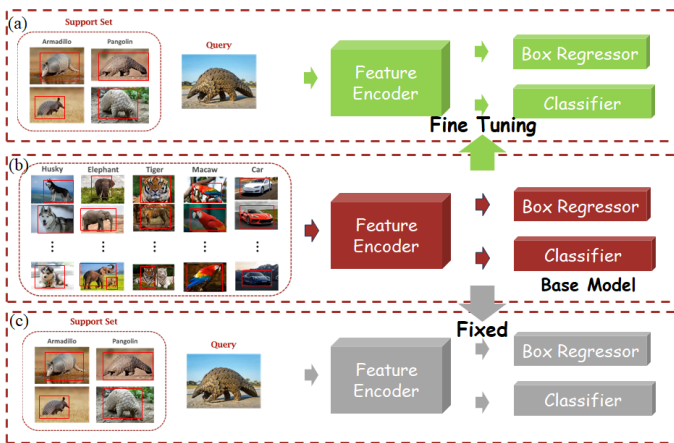 (a)
Support Set
Armadillo Pangolin
Query
Feature
Encoder
Box Regressor
Classifier
Fine Tuning
(b)
Husky Elephant Tiger Macaw Car
Feature
Encoder
Box Regressor
Classifier
Base Model
(c)
Fixed
Support Set
Armadillo Pangolin
Query
Feature
Encoder
Box Regressor
Classifier